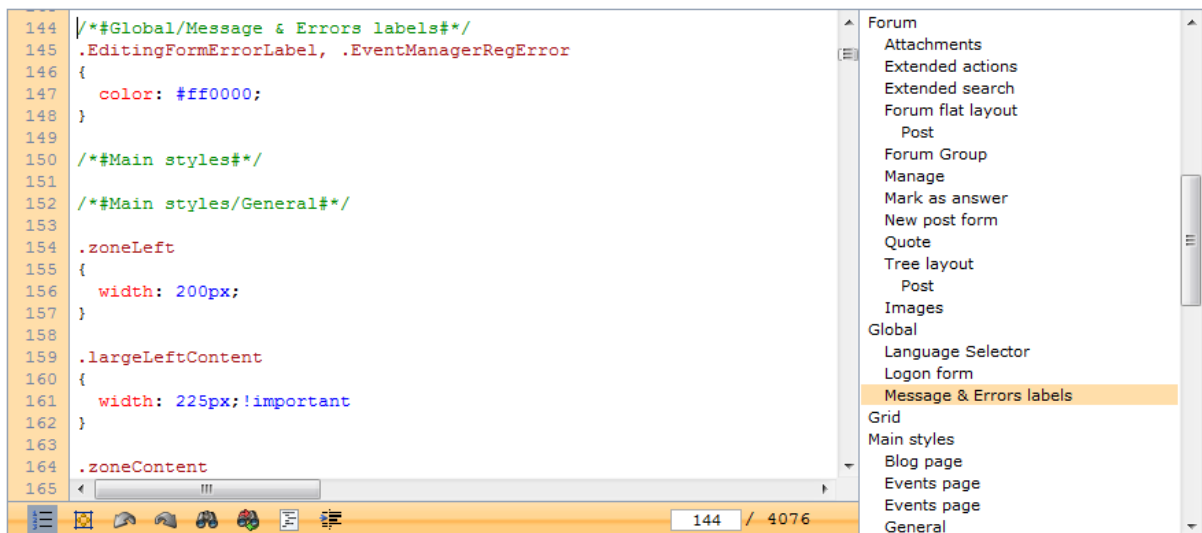 144 /*#Global/Message & Errors labels#*/
145 .EditingFormErrorLabel, .EventManagerRegError
146 {
147 color: #ff0000;
148 }
149
150 /*#Main styles#*/
151
152 /*#Main styles/General#*/
153
154 .zoneLeft
155 {
156 width: 200px;
157 }
158
159 .largeLeftContent
160 {
161 width: 225px;!important
162 }
163
164 .zoneContent
165
144 / 4076
Forum
Attachments
Extended actions
Extended search
Forum flat layout
Post
Forum Group
Manage
Mark as answer
New post form
Quote
Tree layout
Post
Images
Global
Language Selector
Logon form
Message & Errors labels
Grid
Main styles
Blog page
Events page
Events page
General